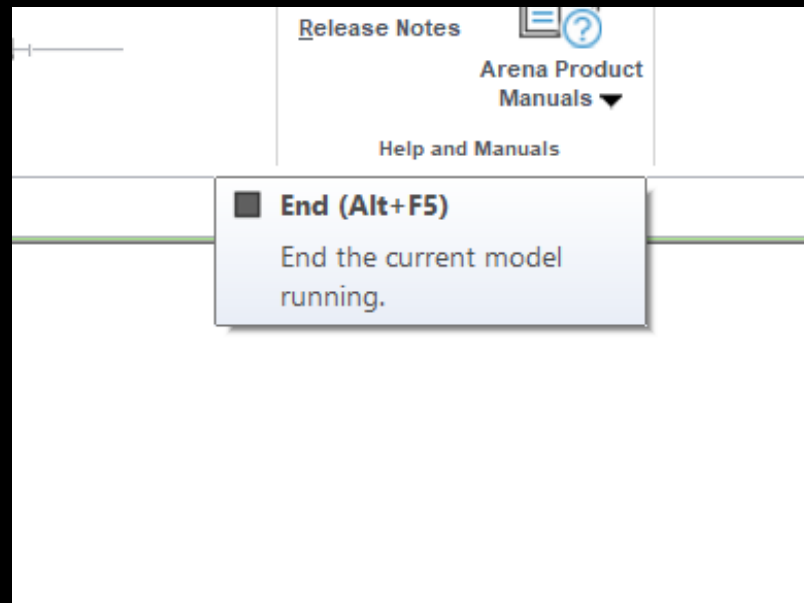 Release Notes
Arena Product
Manuals
Help and Manuals
End (Alt+F5)
End the current model
running.